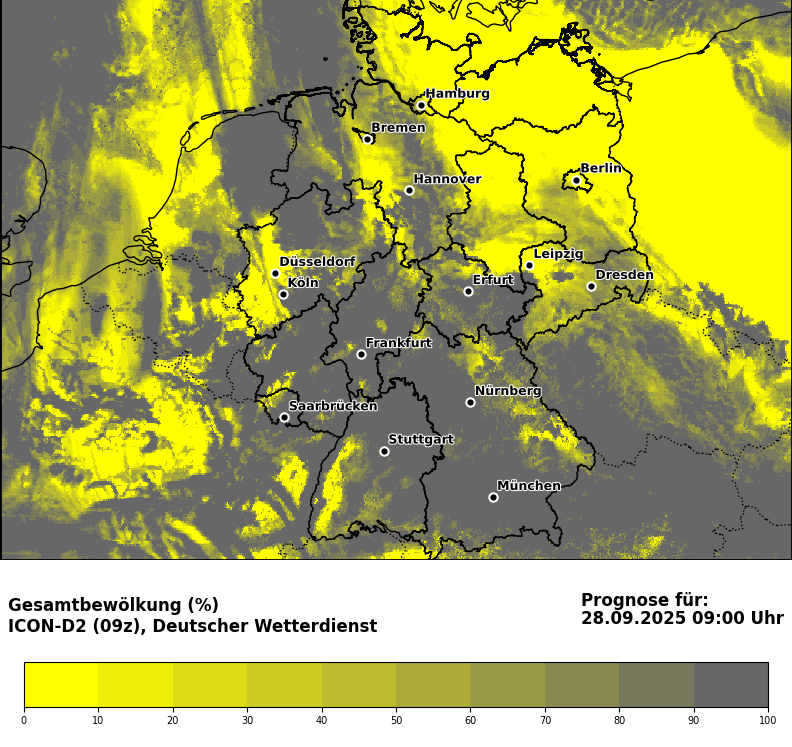 Hamburg
Bremen
Berlin
Hannover
Leipzig
Düsseldorf
Dresden
Köln
Erfurt
Frankfurt
Nürnberg
Saarbrücken
Stuttgart
München
Gesamtbewölkung (%)
ICON-D2 (09z), Deutscher Wetterdienst
Prognose für:
28.09.2025 09:00 Uhr
0 10 20 30 40 50 60 70 80 90 100